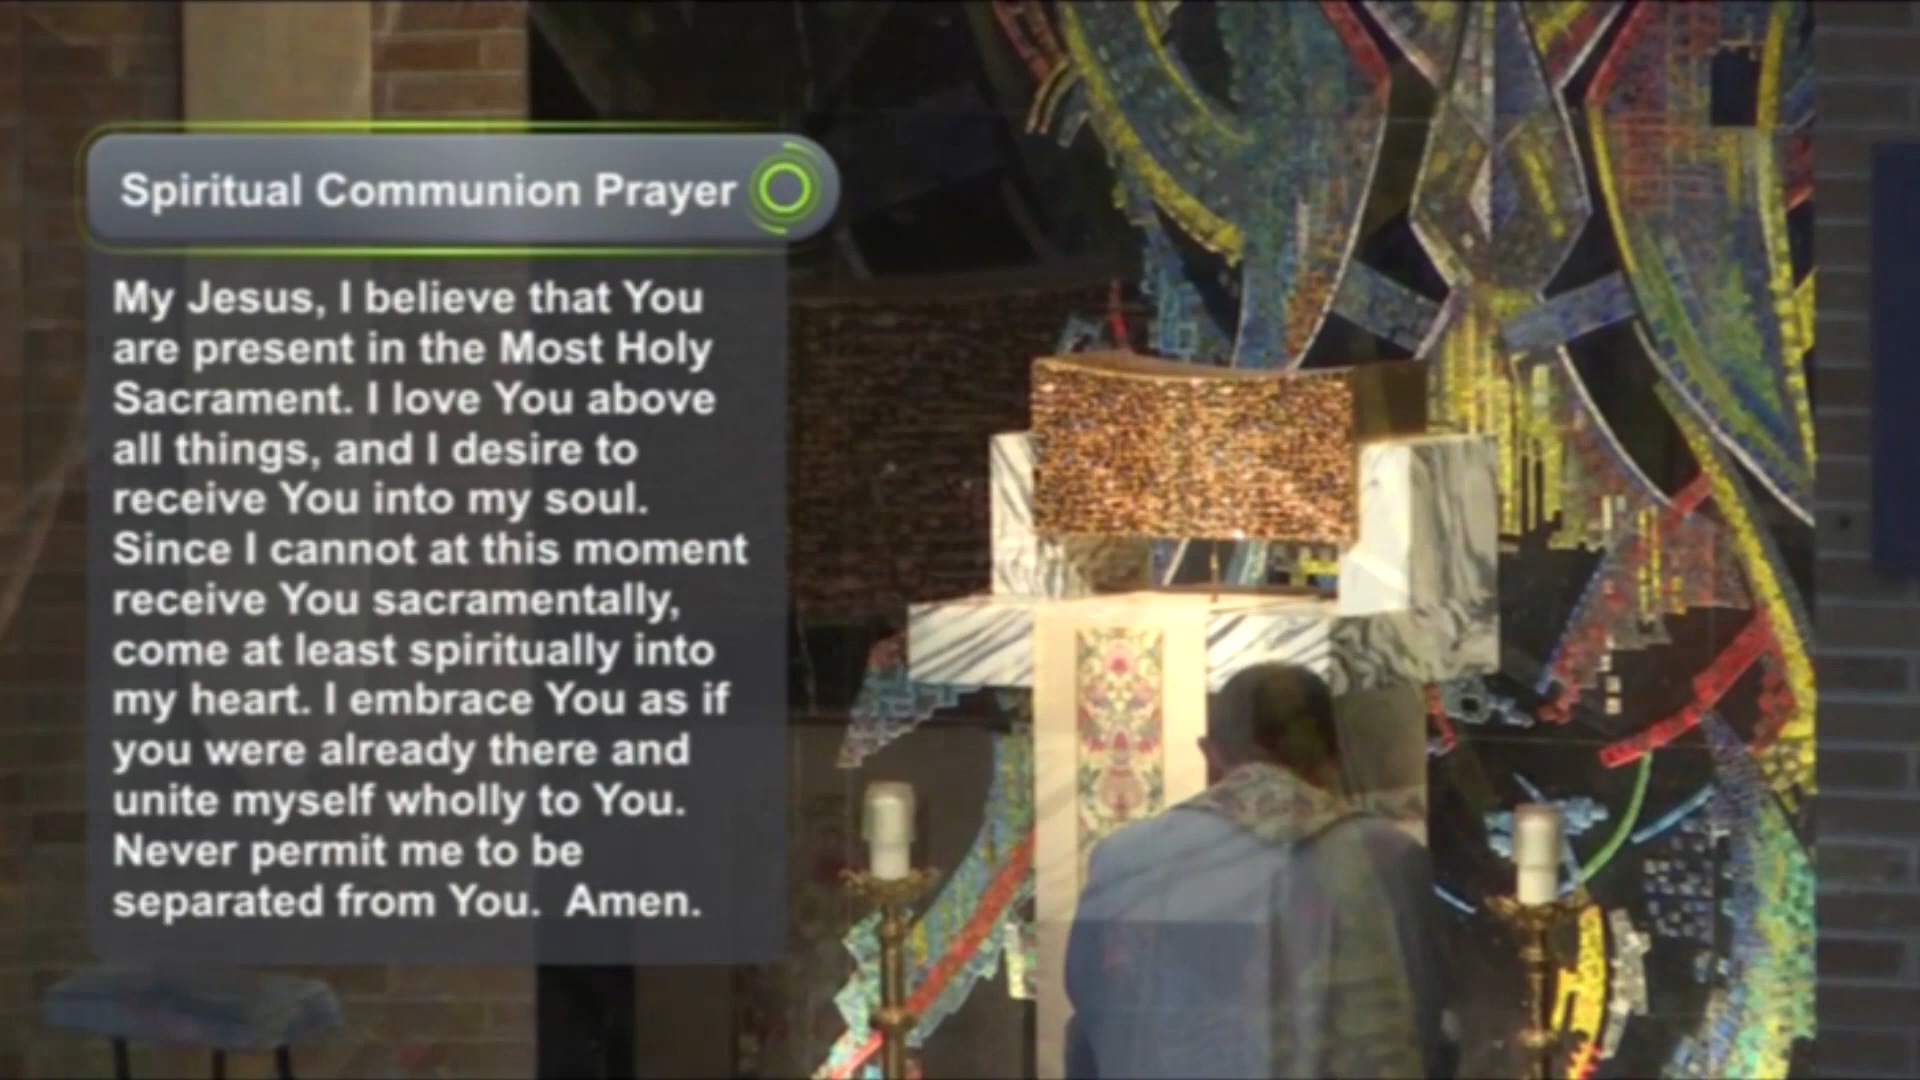 Spiritual Communion Prayer
My Jesus, I believe that You
are present in the Most Holy
Sacrament. I love You above
all things, and I desire to
receive You into my soul.
Since I cannot at this moment
receive You sacramentally,
come at least spiritually into
my heart. I embrace You as if
you were already there and
unite myself wholly to You.
Never permit me to be
separated from You.  Amen.